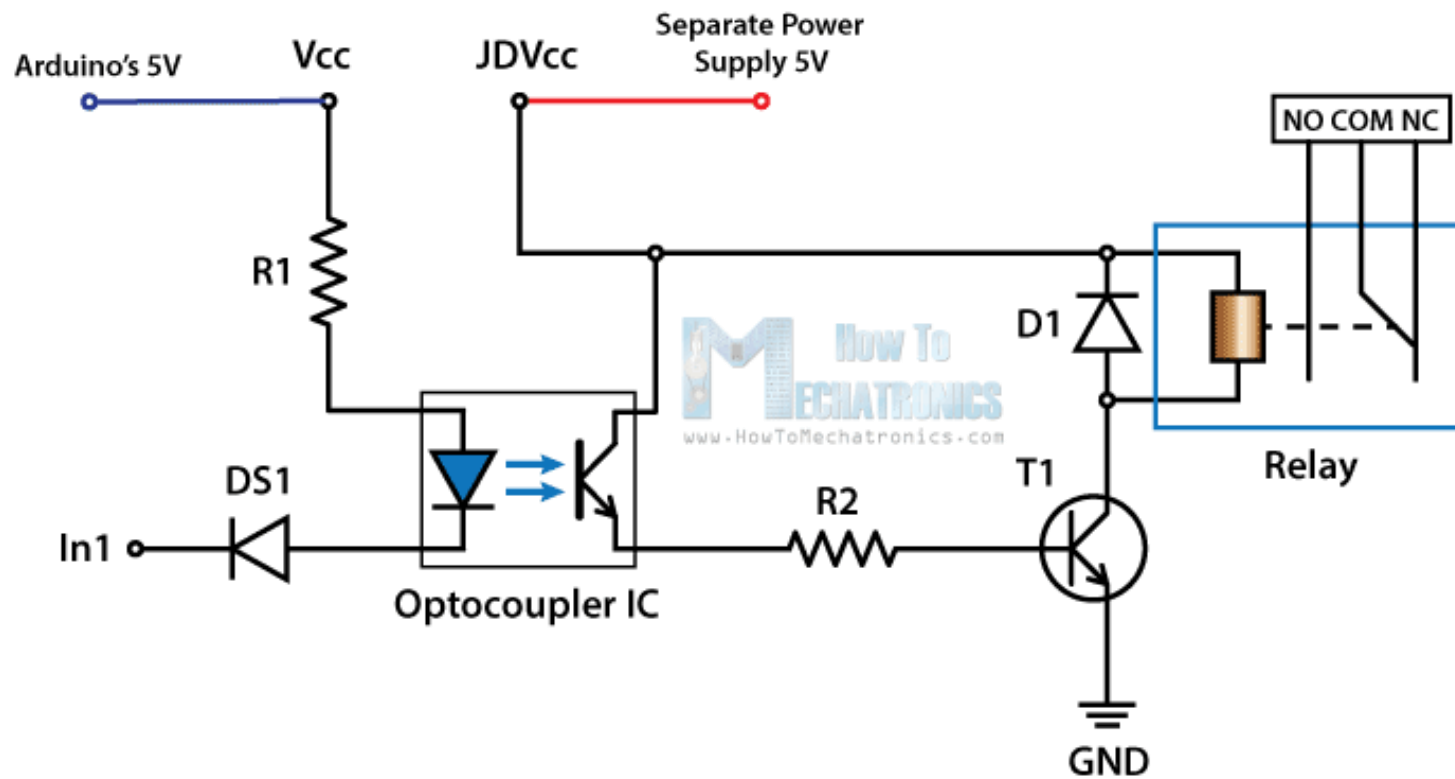 Arduino's 5V
Vcc
JDVcc
Separate Power
Supply 5V
NO COM NC
R1
D1
How To
MECHATRONICS
www.HowToMechatronics.com
Relay
DS1
T1
R2
In1
Optocoupler IC
GND